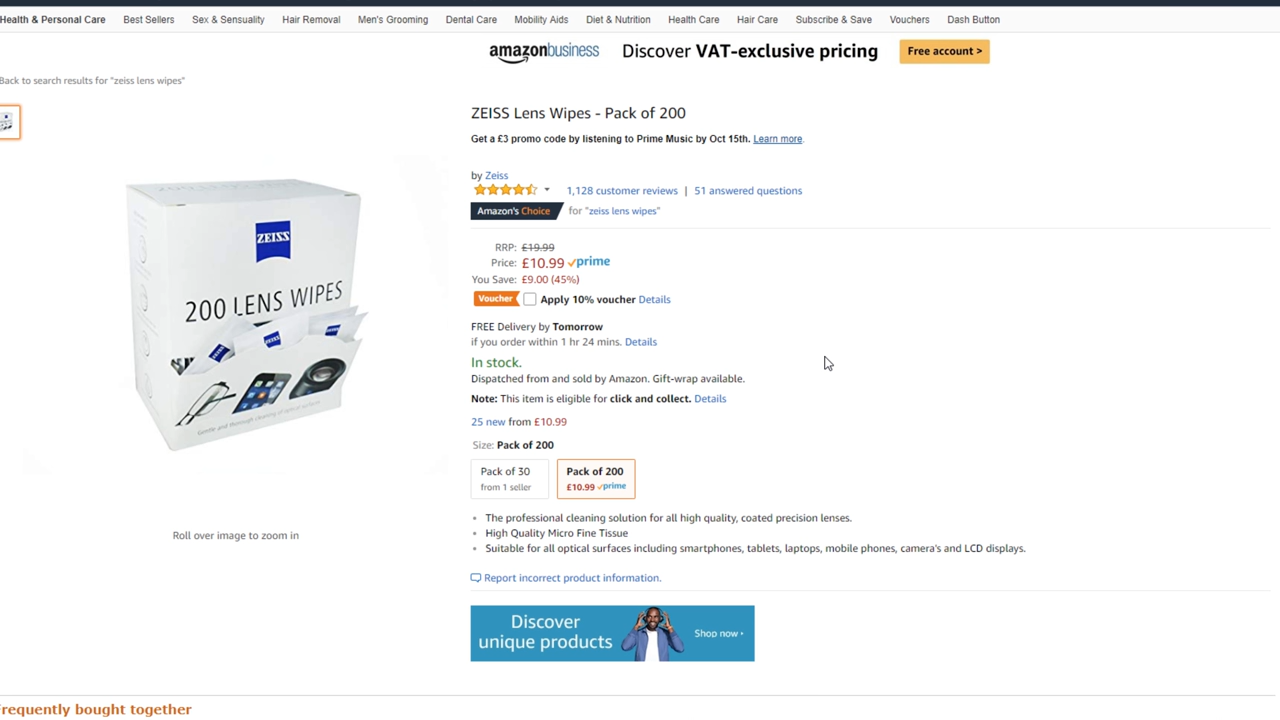 Health & Personal Care Best Sellers Sex & Sensuality Hair Removal Men's Grooming Dental Care Mobility Aids Diet & Nutrition Health Care Hair Care Subscribe & Save Vouchers Dash Button
amazonbusiness Discover VAT-exclusive pricing Free account >
Back to search results for "zeiss lens wipes"
ZEISS Lens Wipes - Pack of 200
Get a £3 promo code by listening to Prime Music by Oct 15th. Learn more.
by Zeiss
1,128 customer reviews | 51 answered questions
Amazon's Choice for "zeiss lens wipes"
RRP: £19.99
Price: £10.99 prime
You Save: £9.00 (45%)
Voucher Apply 10% voucher Details
FREE Delivery by Tomorrow
if you order within 1 hr 24 mins. Details
In stock.
Dispatched from and sold by Amazon. Gift-wrap available.
Note: This item is eligible for click and collect. Details
25 new from £10.99
Size: Pack of 200
Pack of 30
from 1 seller
Pack of 200
£10.99 prime
• The professional cleaning solution for all high quality, coated precision lenses.
• High Quality Micro Fine Tissue
• Suitable for all optical surfaces including smartphones, tablets, laptops, mobile phones, camera's and LCD displays.
Report incorrect product information.
Discover
unique products
Shop now
ZEISS
200 LENS WIPES
Gentle and thorough cleaning of optical surfaces
Roll over image to zoom in
requently bought together